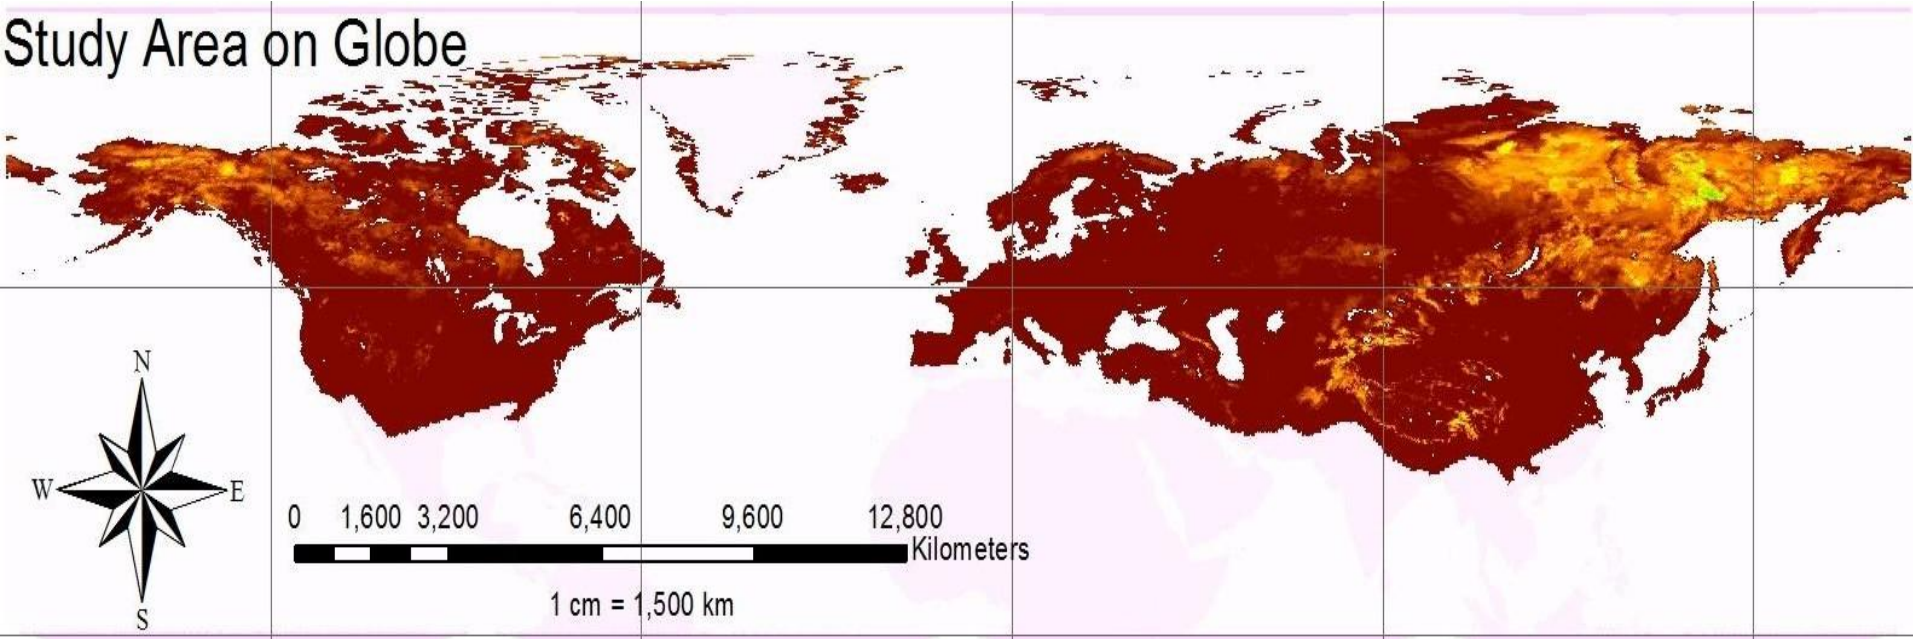 Study Area on Globe
N
W E
S
0 1,600 3,200 6,400 9,600 12,800
Kilometers
1 cm = 1,500 km